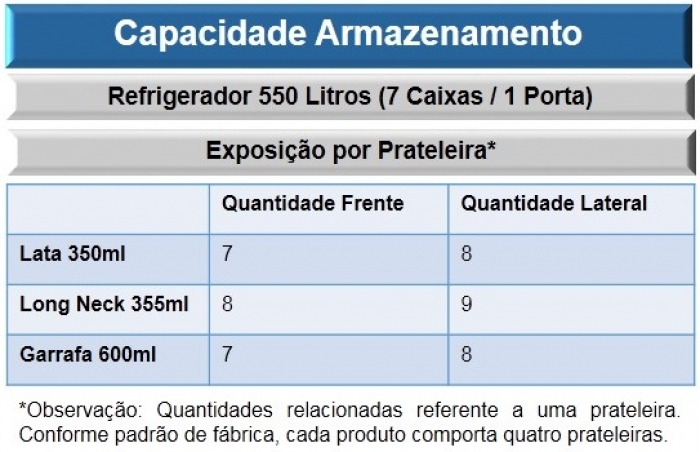 Capacidade Armazenamento
Refrigerador 550 Litros (7 Caixas / 1 Porta)
Exposição por Prateleira*
Quantidade Frente Quantidade Lateral
Lata 350ml 7 8
Long Neck 355ml 8 9
Garrafa 600ml 7 8
*Observação: Quantidades relacionadas referente a uma prateleira.
Conforme padrão de fábrica, cada produto comporta quatro prateleiras.